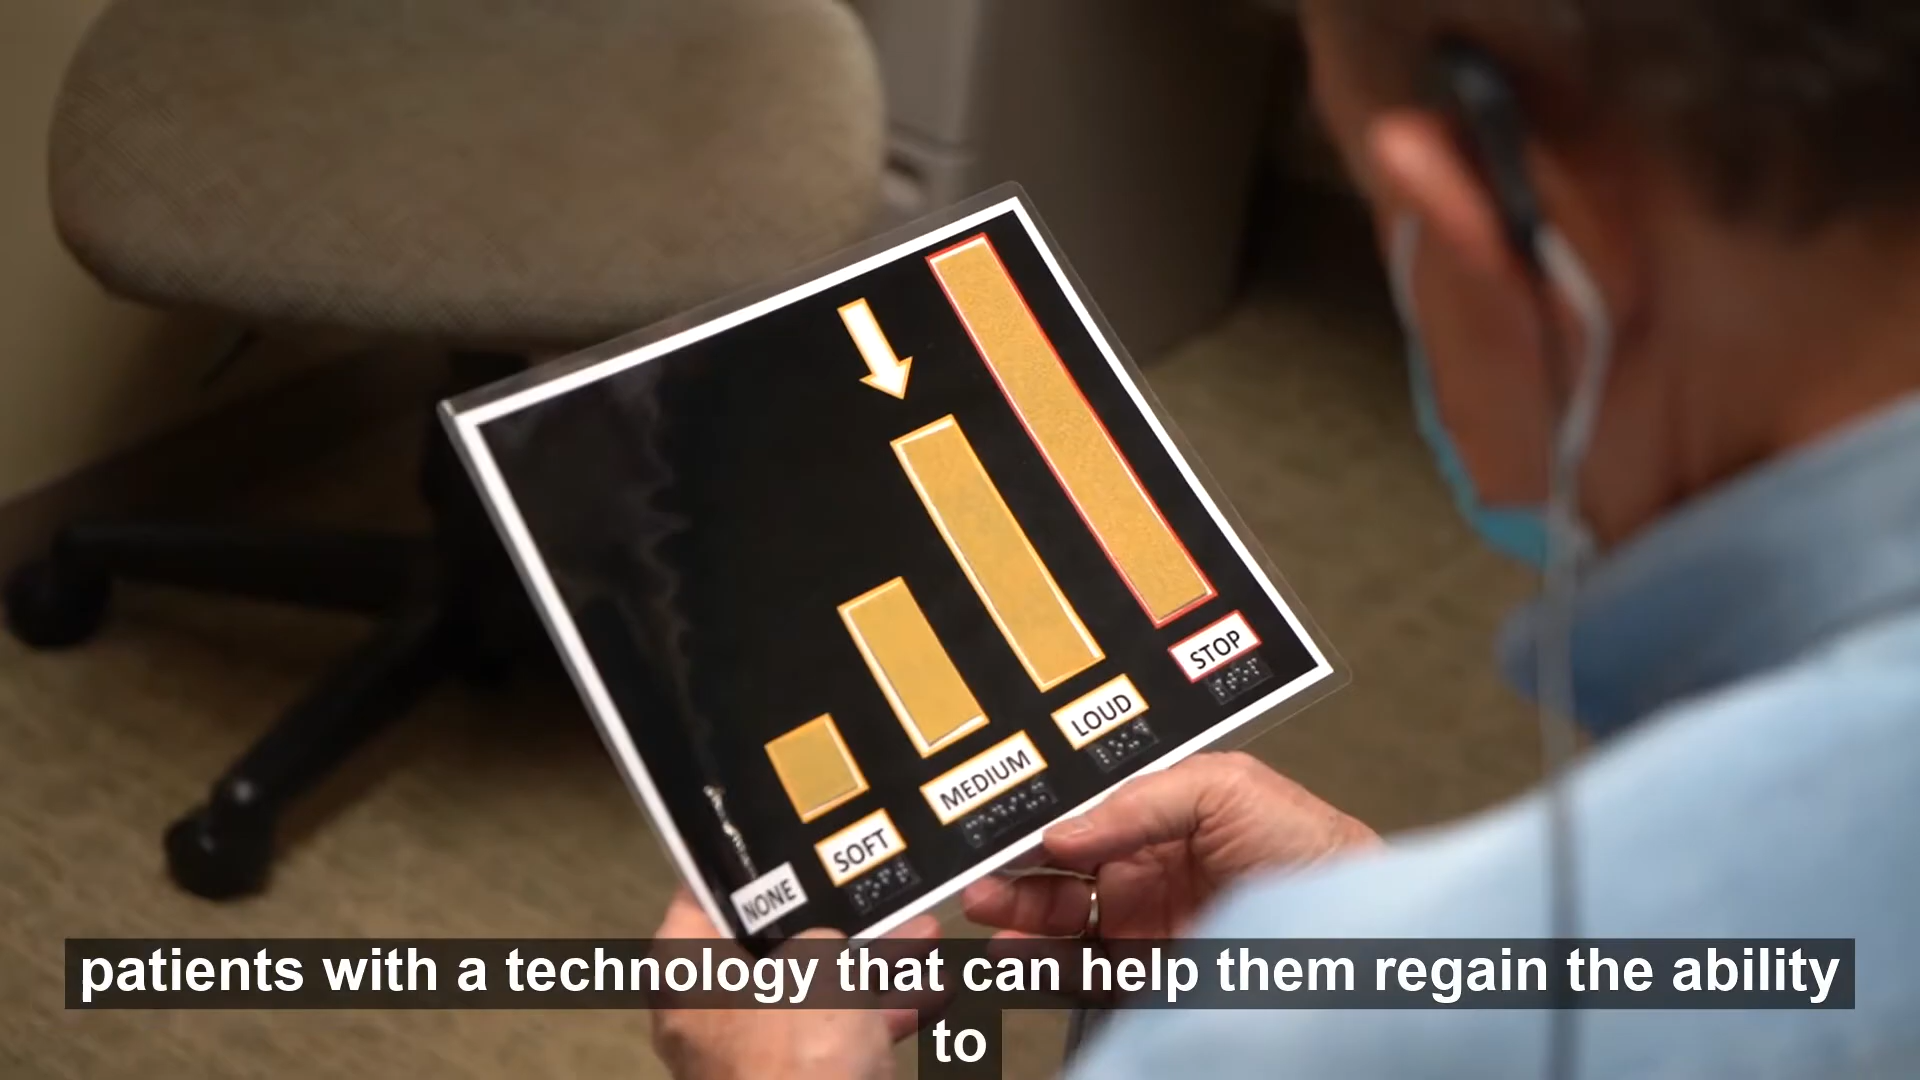 NONE
SOFT
MEDIUM
LOUD
STOP
patients with a technology that can help them regain the ability
to